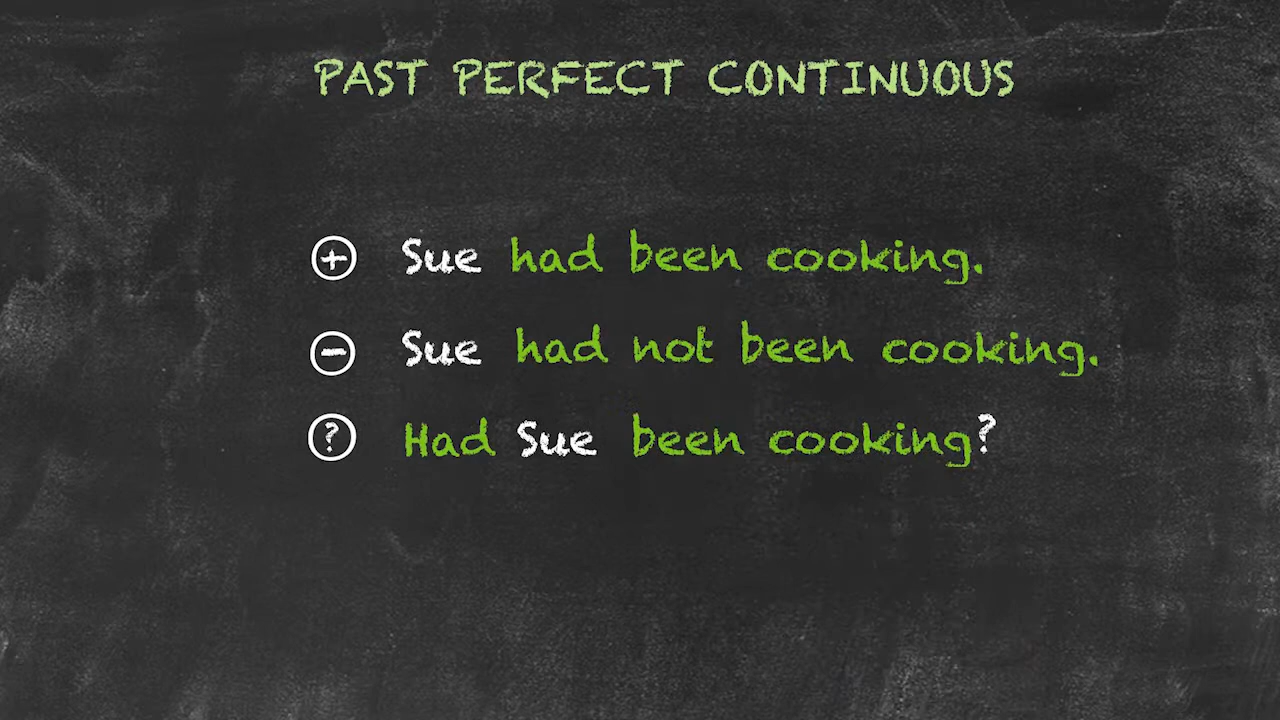 PAST PERFECT CONTINUOUS
+ Sue had been cooking.
- Sue had not been cooking.
? Had Sue been cooking?